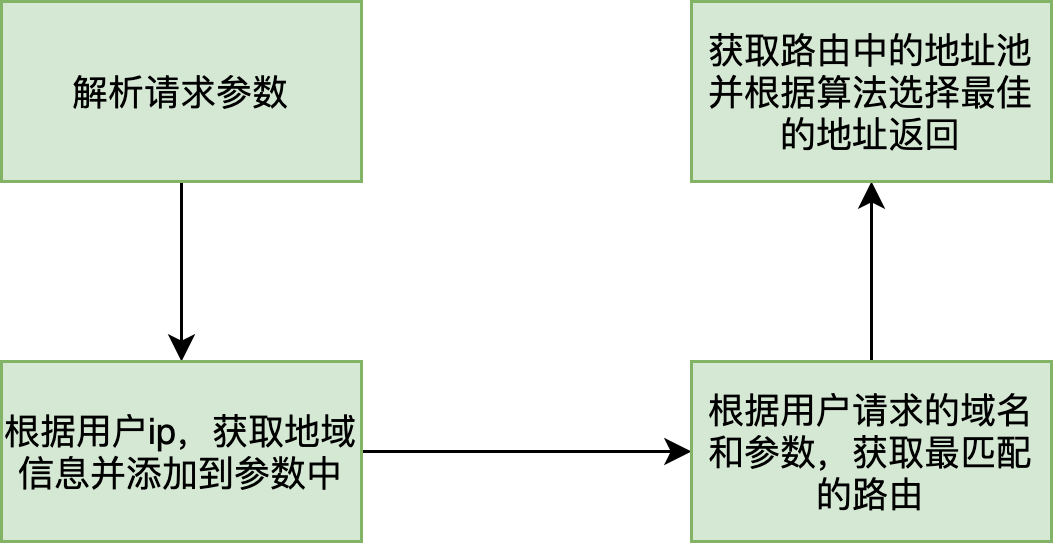 解析请求参数
根据用户ip，获取地域
信息并添加到参数中
根据用户请求的域名
和参数，获取最匹配
的路由
获取路由中的地址池
并根据算法选择最佳
的地址返回